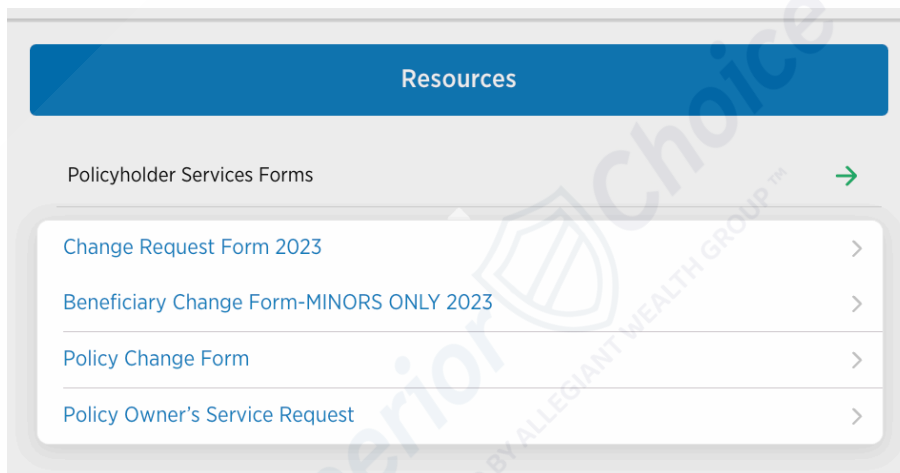 Resources
Policyholder Services Forms
Change Request Form 2023
Beneficiary Change Form-MINORS ONLY 2023
Policy Change Form
Policy Owner’s Service Request
Choice
BY ALLEGIANT WEALTH GROUP™